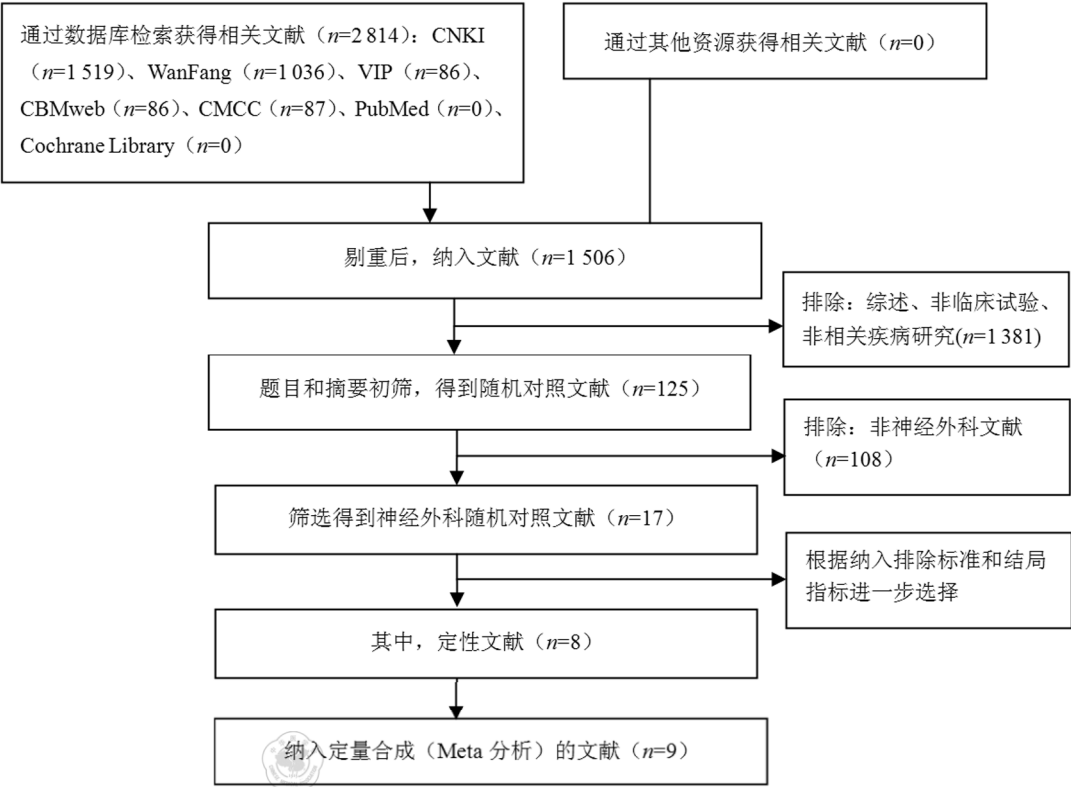 通过数据库检索获得相关文献（n=2 814）：CNKI
（n=1 519）、WanFang（n=1 036）、VIP（n=86）、
CBMweb（n=86）、CMCC（n=87）、PubMed（n=0）、
Cochrane Library（n=0）
通过其他资源获得相关文献（n=0）
剔重后，纳入文献（n=1 506）
排除：综述、非临床试验、
非相关疾病研究(n=1 381)
题目和摘要初筛，得到随机对照文献（n=125）
排除：非神经外科文献
（n=108）
筛选得到神经外科随机对照文献（n=17）
根据纳入排除标准和结局
指标进一步选择
其中，定性文献（n=8）
纳入定量合成（Meta 分析）的文献（n=9）